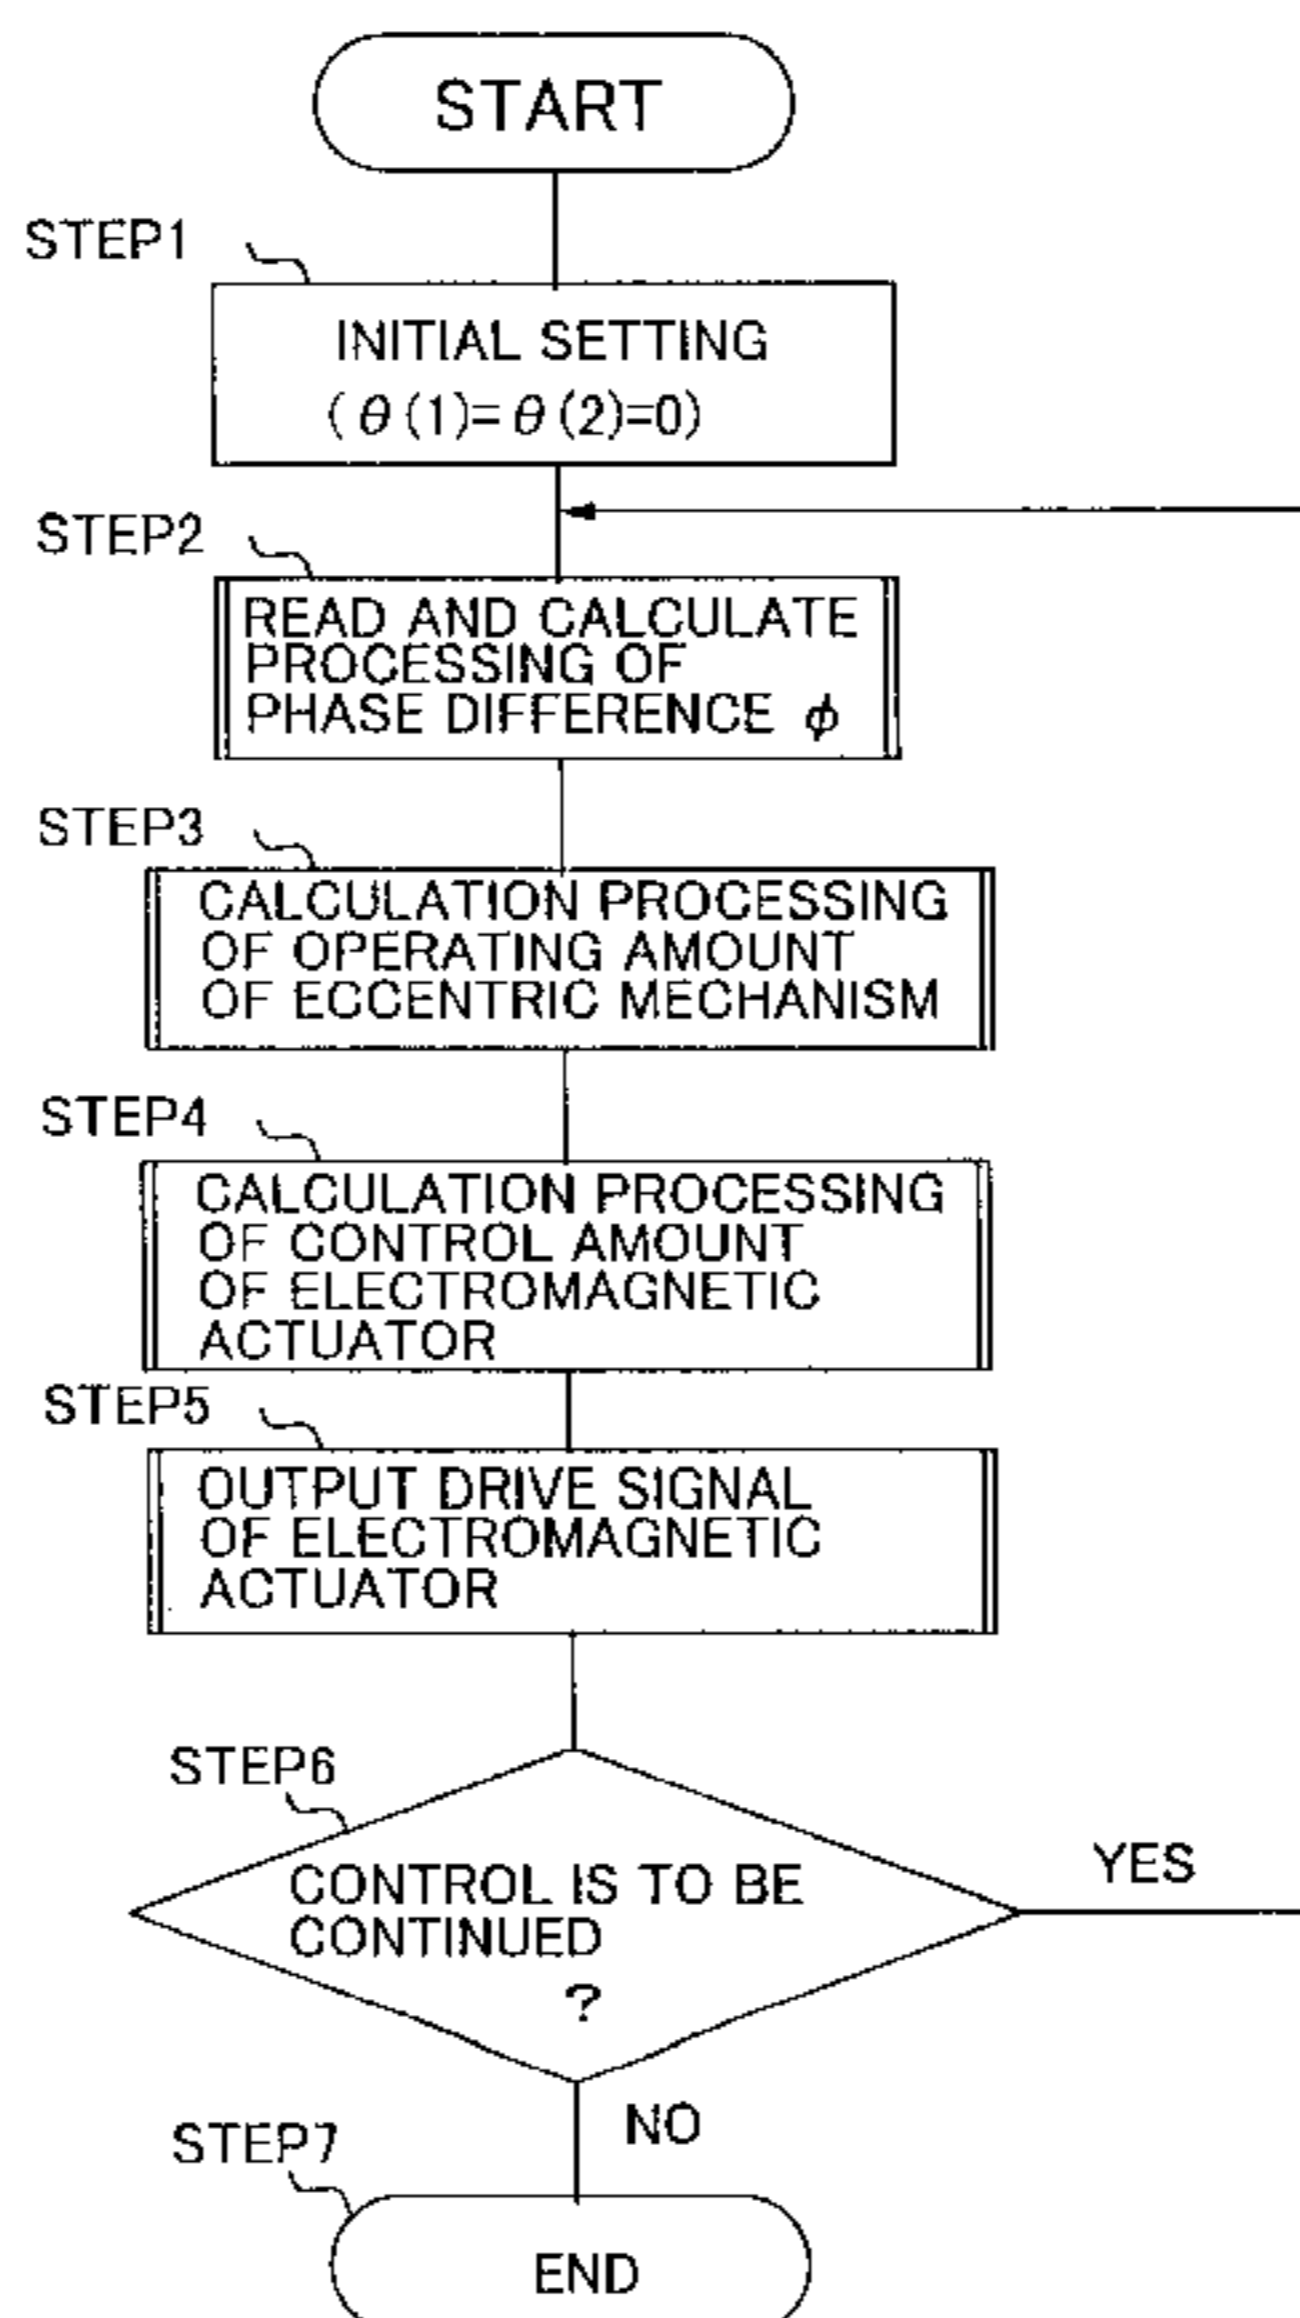 START
STEP1
INITIAL SETTING
(θ(1)=θ(2)=0)
STEP2
READ AND CALCULATE
PROCESSING OF
PHASE DIFFERENCE ϕ
STEP3
CALCULATION PROCESSING
OF OPERATING AMOUNT
OF ECCENTRIC MECHANISM
STEP4
CALCULATION PROCESSING
OF CONTROL AMOUNT
OF ELECTROMAGNETIC
ACTUATOR
STEP5
OUTPUT DRIVE SIGNAL
OF ELECTROMAGNETIC
ACTUATOR
STEP6
CONTROL IS TO BE
CONTINUED
?
YES
NO
STEP7
END